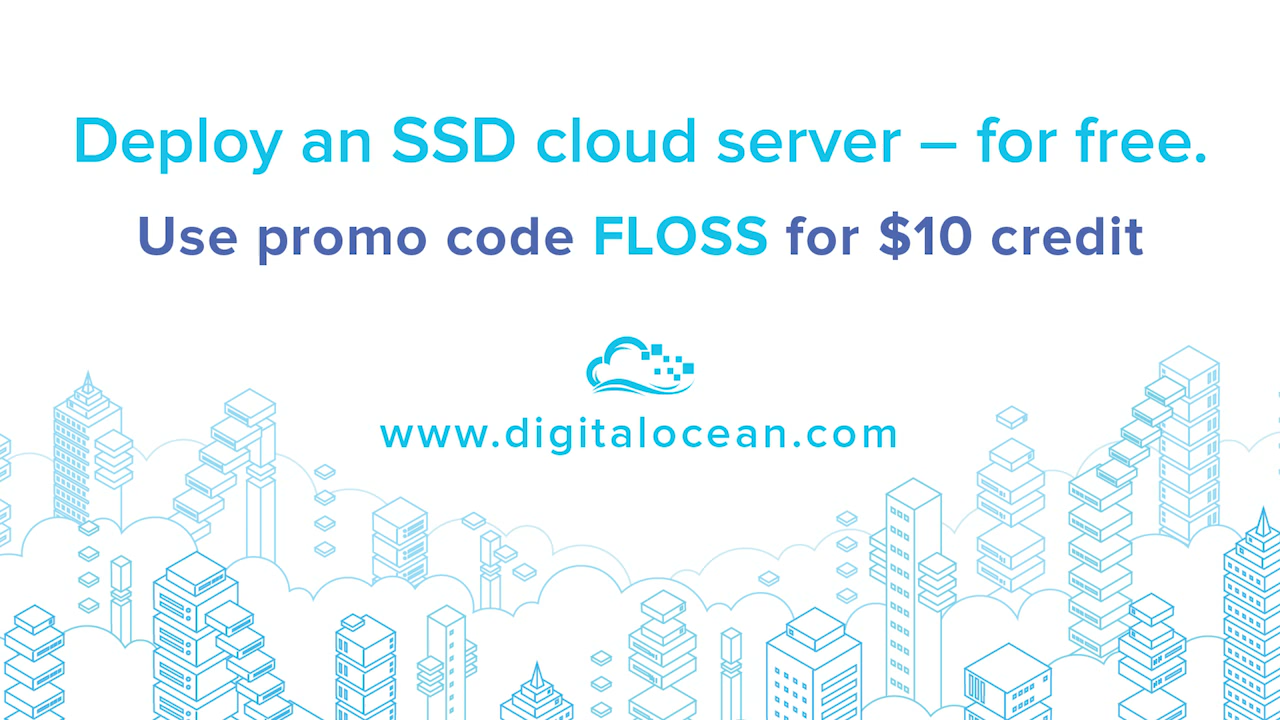 Deploy an SSD cloud server – for free.
Use promo code FLOSS for $10 credit
www.digitalocean.com